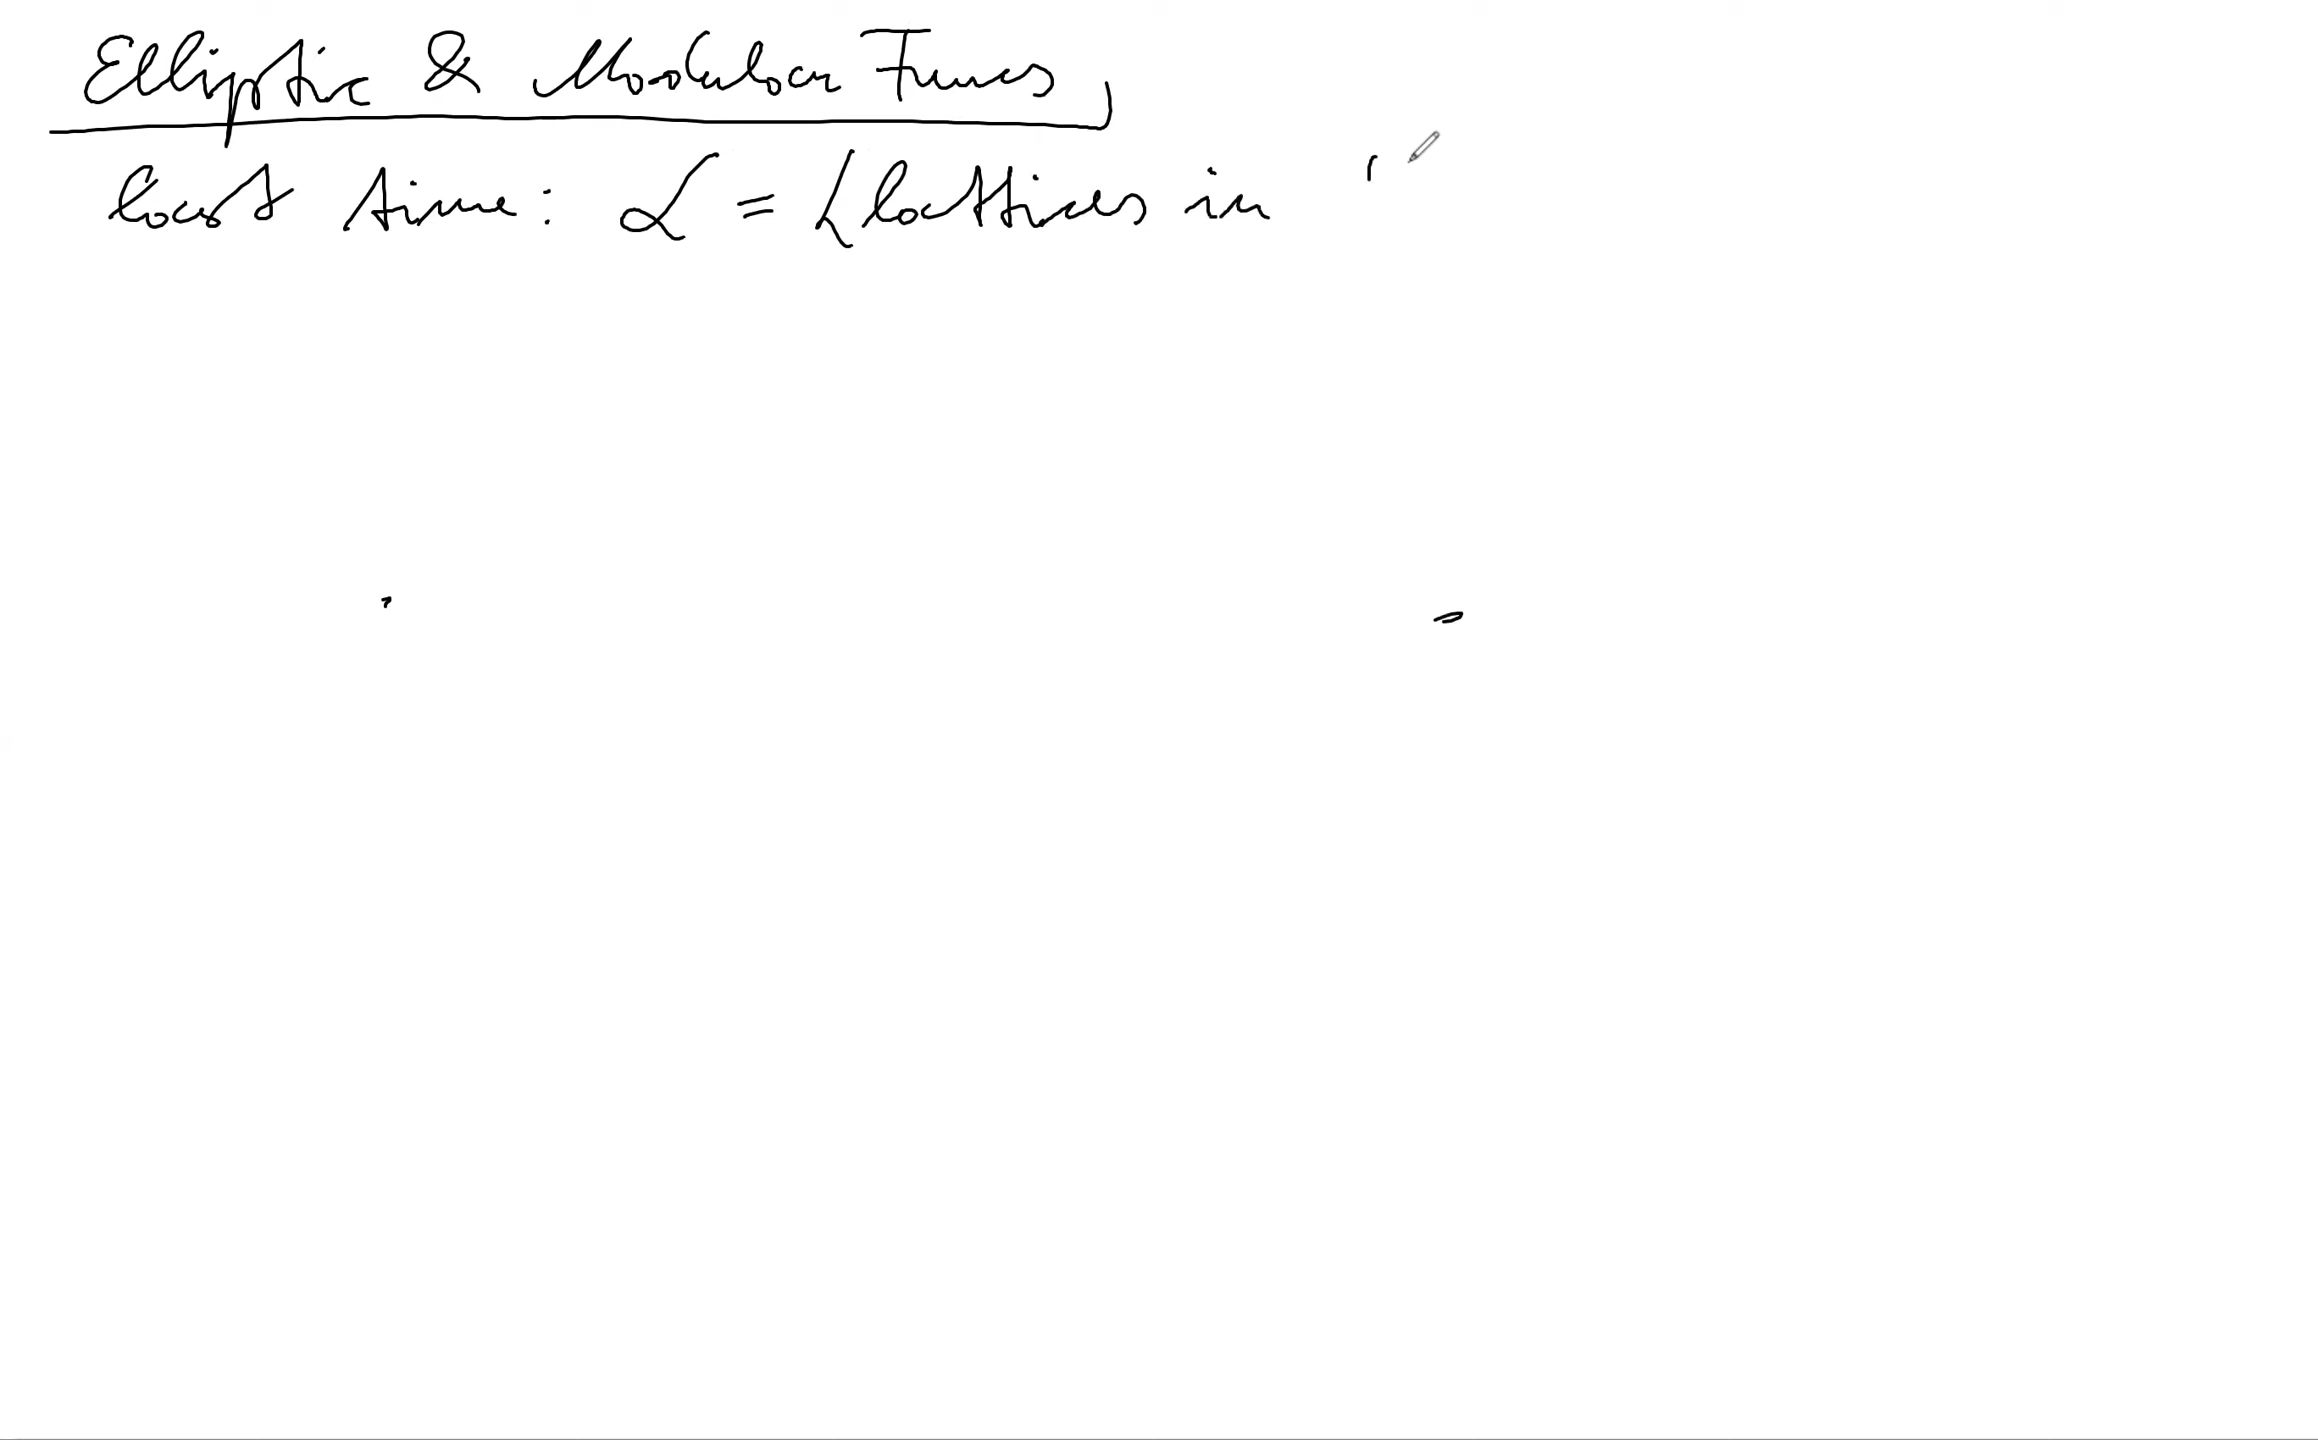 Elliptic & Modular Funcs
last time: ℒ = {lattices in